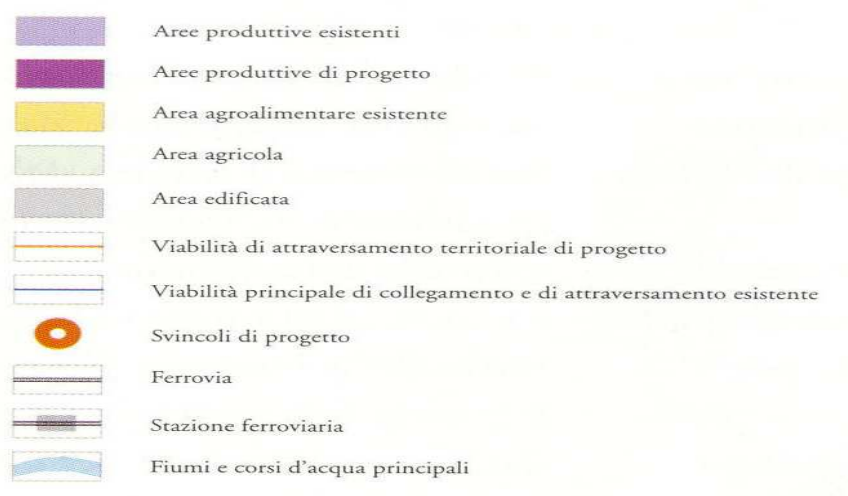 Aree produttive esistenti
Aree produttive di progetto
Area agroalimentare esistente
Area agricola
Area edificata
Viabilità di attraversamento territoriale di progetto
Viabilità principale di collegamento e di attraversamento esistente
Svincoli di progetto
Ferrovia
Stazione ferroviaria
Fiumi e corsi d'acqua principali